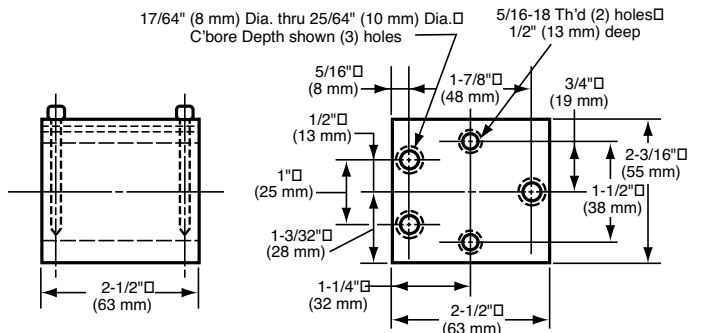 17/64" (8 mm) Dia. thru 25/64" (10 mm) Dia.□
C'bore Depth shown (3) holes
5/16-18 Th'd (2) holes□
1/2" (13 mm) deep
5/16"□
(8 mm)
1-7/8"□
(48 mm)
3/4"□
(19 mm)
1/2"□
(13 mm)
1"□
(25 mm)
1-3/32"□
(28 mm)
2-3/16"□
(55 mm)
1-1/2"□
(38 mm)
2-1/2"□
(63 mm)
1-1/4"□
(32 mm)
2-1/2"□
(63 mm)